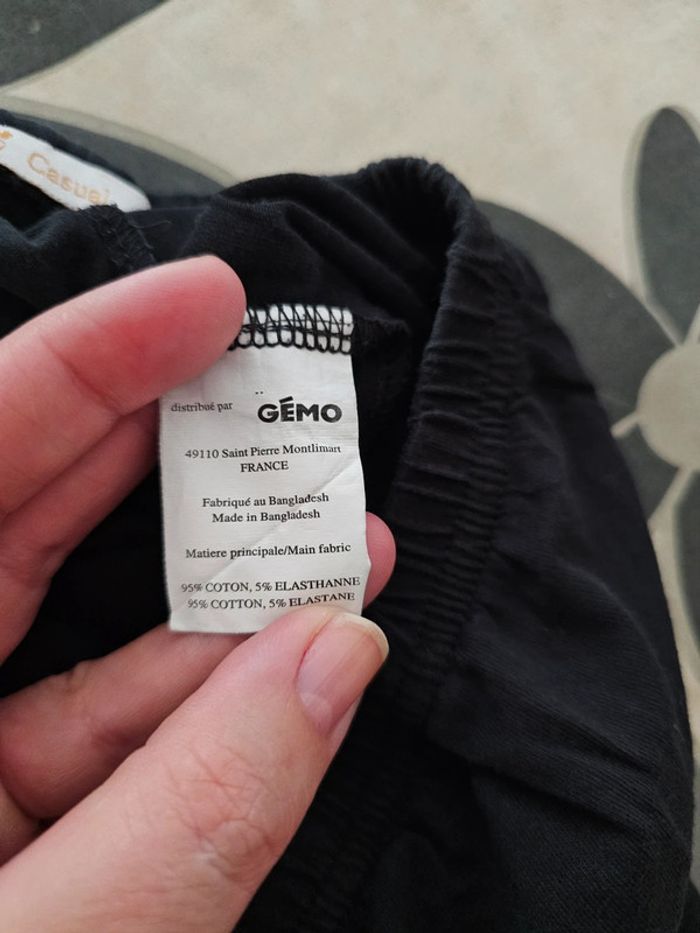 Casual
distribué par GÉMO
49110 Saint Pierre Montlimart
FRANCE
Fabriqué au Bangladesh
Made in Bangladesh
Matiere principale/Main fabric
95% COTON, 5% ELASTHANNE
95% COTTON, 5% ELASTANE